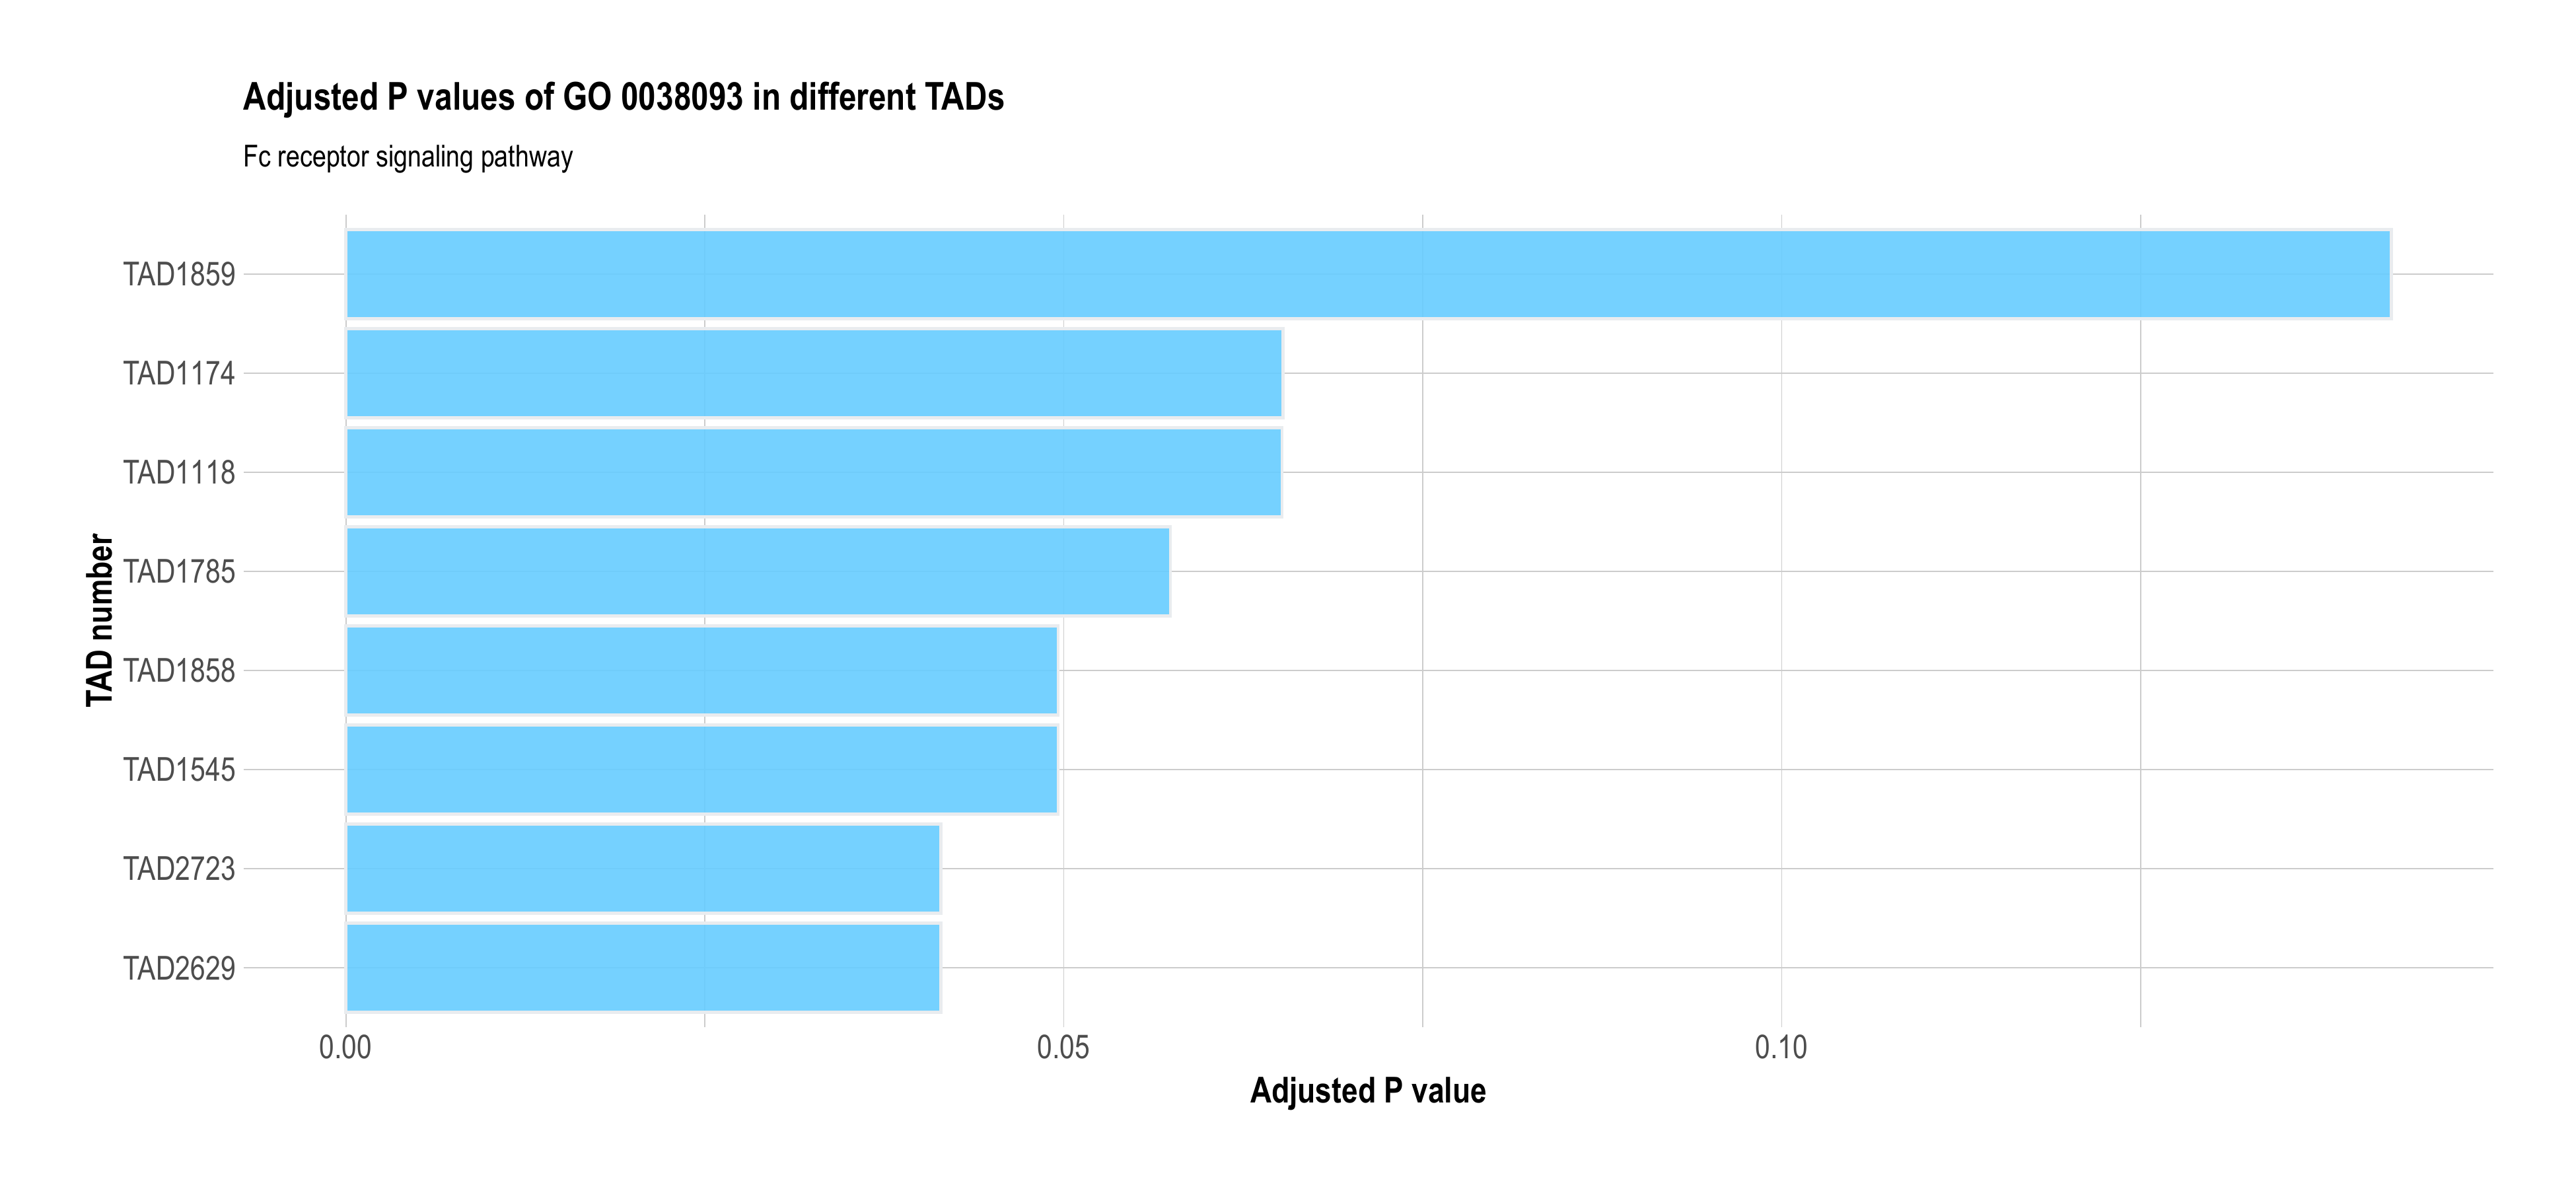 Adjusted P values of GO 0038093 in different TADs
Fc receptor signaling pathway
TAD number
TAD1859
TAD1174
TAD1118
TAD1785
TAD1858
TAD1545
TAD2723
TAD2629
0.00 0.05 0.10
Adjusted P value